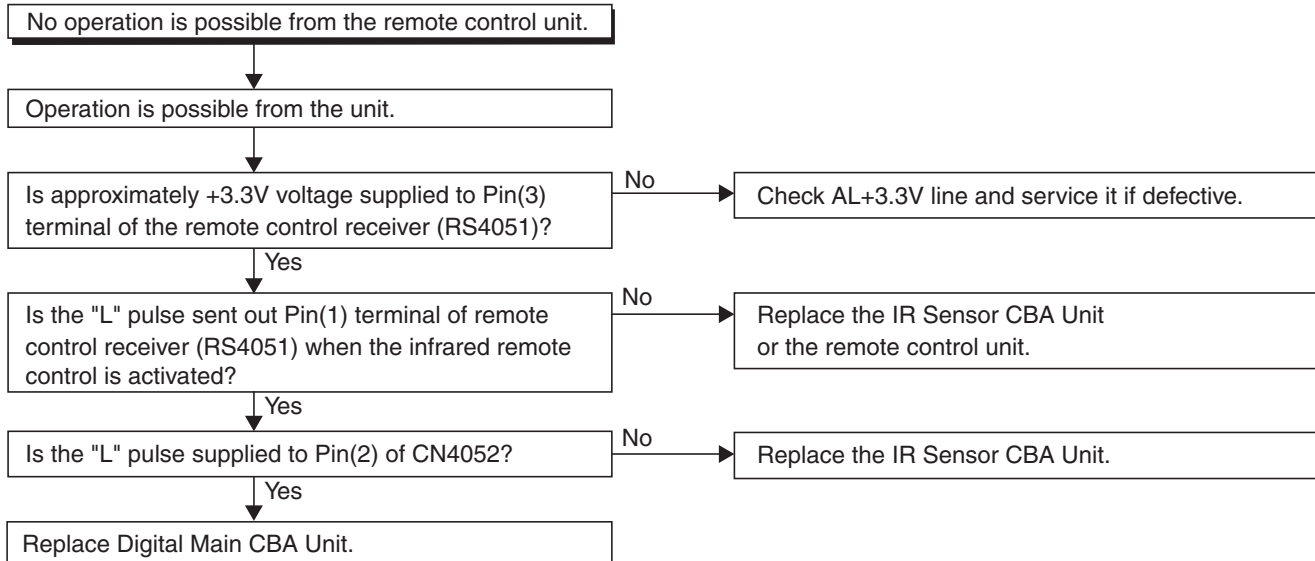 No operation is possible from the remote control unit.
Operation is possible from the unit.
Is approximately +3.3V voltage supplied to Pin(3)
terminal of the remote control receiver (RS4051)?
No
Check AL+3.3V line and service it if defective.
Yes
Is the "L" pulse sent out Pin(1) terminal of remote
control receiver (RS4051) when the infrared remote
control is activated?
No
Replace the IR Sensor CBA Unit
or the remote control unit.
Yes
Is the "L" pulse supplied to Pin(2) of CN4052?
No
Replace the IR Sensor CBA Unit.
Yes
Replace Digital Main CBA Unit.